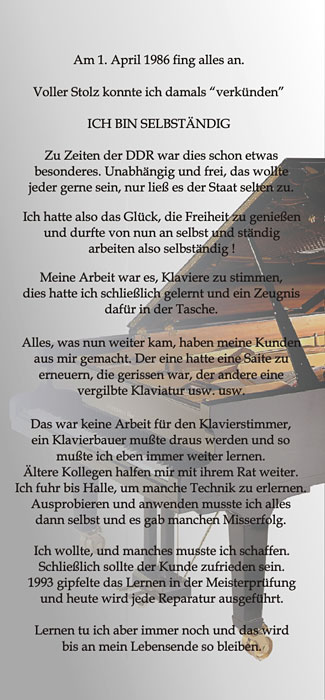 Am 1. April 1986 fing alles an.
Voller Stolz konnte ich damals “verkünden”
ICH BIN SELBSTÄNDIG
Zu Zeiten der DDR war dies schon etwas
besonderes. Unabhängig und frei, das wollte
jeder gerne sein, nur ließ es der Staat selten zu.
Ich hatte also das Glück, die Freiheit zu genießen
und durfte von nun an selbst und ständig
arbeiten also selbständig !
Meine Arbeit war es, Klaviere zu stimmen,
dies hatte ich schließlich gelernt und ein Zeugnis
dafür in der Tasche.
Alles, was nun weiter kam, haben meine Kunden
aus mir gemacht. Der eine hatte eine Saite zu
erneuern, die gerissen war, der andere eine
vergilbte Klaviatur usw. usw.
Das war keine Arbeit für den Klavierstimmer,
ein Klavierbauer mußte draus werden und so
mußte ich eben immer weiter lernen.
Ältere Kollegen halfen mir mit ihrem Rat weiter.
Ich fuhr bis Halle, um manche Technik zu erlernen.
Ausprobieren und anwenden musste ich alles
dann selbst und es gab manchen Misserfolg.
Ich wollte, und manches musste ich schaffen.
Schließlich sollte der Kunde zufrieden sein.
1993 gipfelte das Lernen in der Meisterprüfung
und heute wird jede Reparatur ausgeführt.
Lernen tu ich aber immer noch und das wird
bis an mein Lebensende so bleiben.